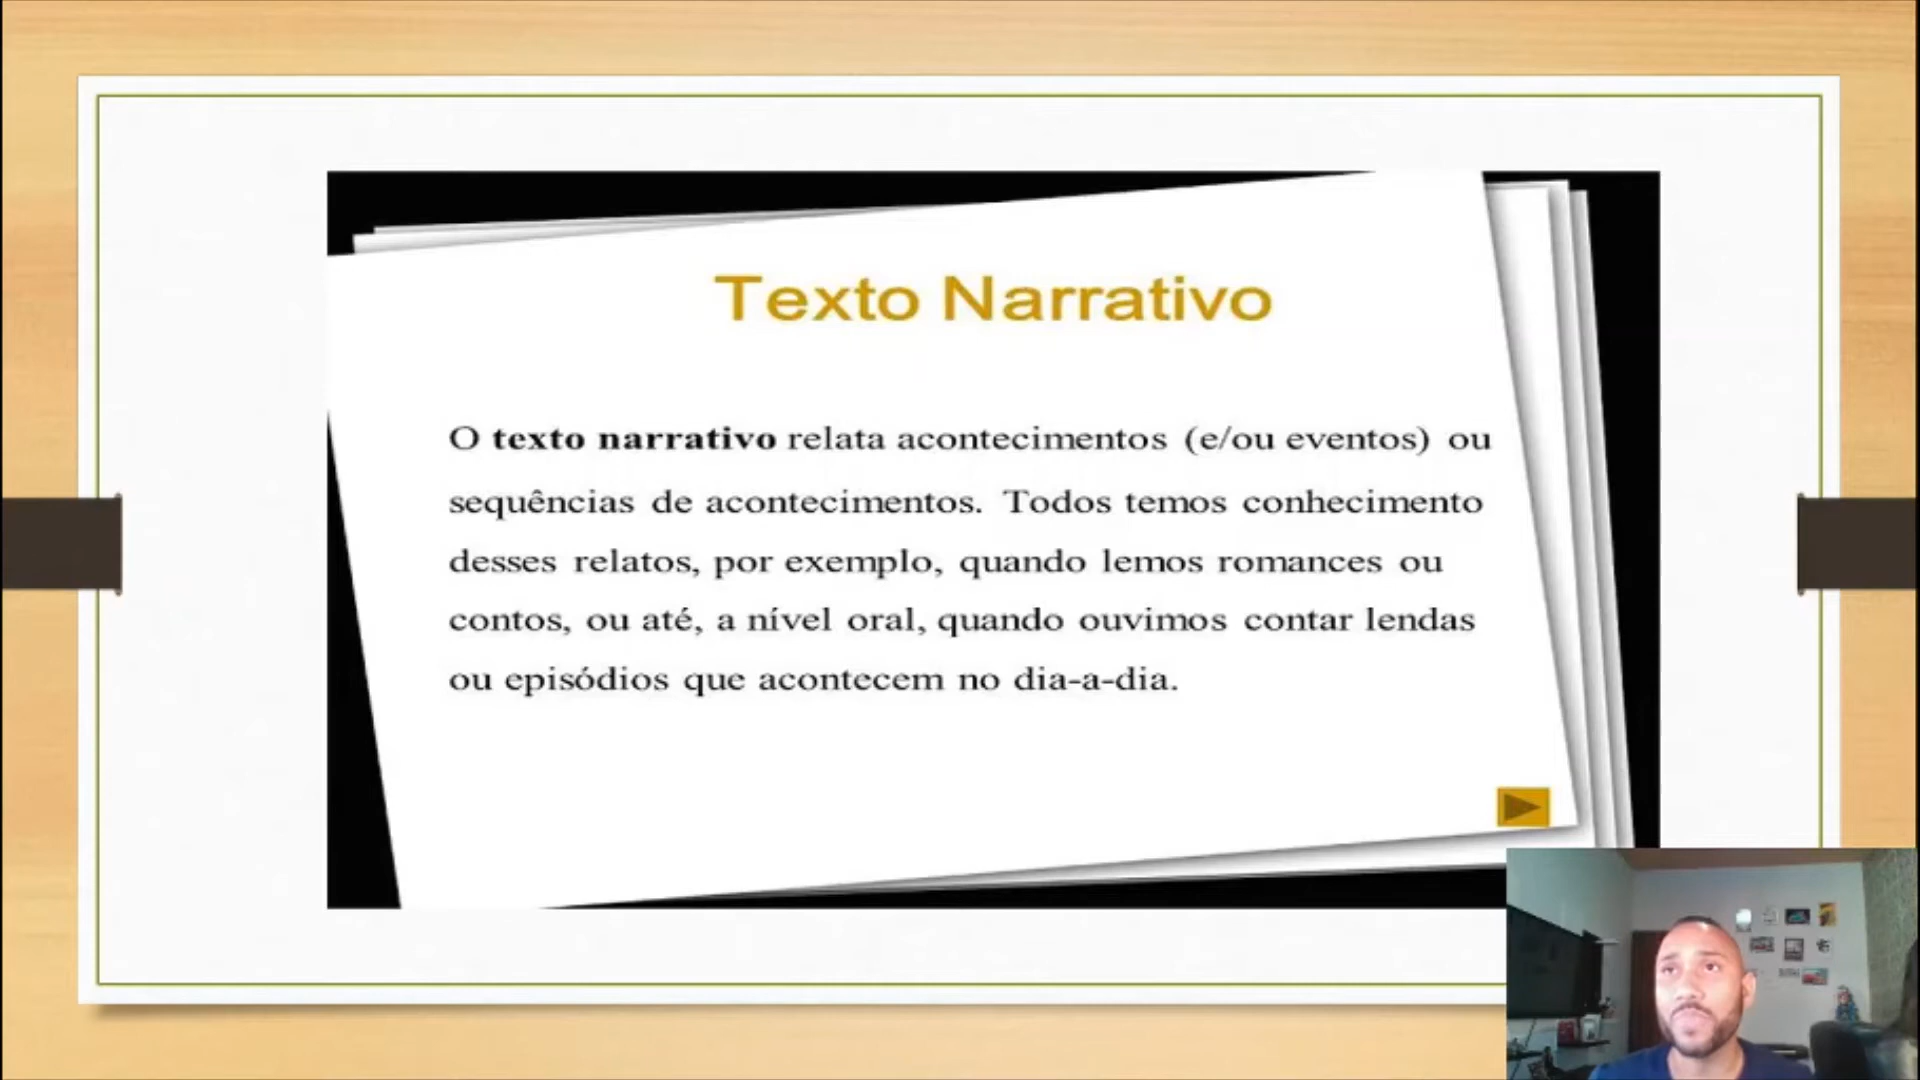 Texto Narrativo
O texto narrativo relata acontecimentos (e/ou eventos) ou
sequências de acontecimentos. Todos temos conhecimento
desses relatos, por exemplo, quando lemos romances ou
contos, ou até, a nível oral, quando ouvimos contar lendas
ou episódios que acontecem no dia-a-dia.